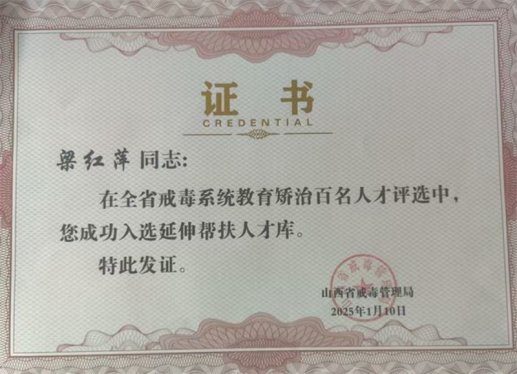 证 书
CREDENTIAL
梁红萍同志:
在全省戒毒系统教育矫治百名人才评选中,
您成功入选延伸帮扶人才库。
特此发证。
山西省戒毒管理局
2025年1月10日